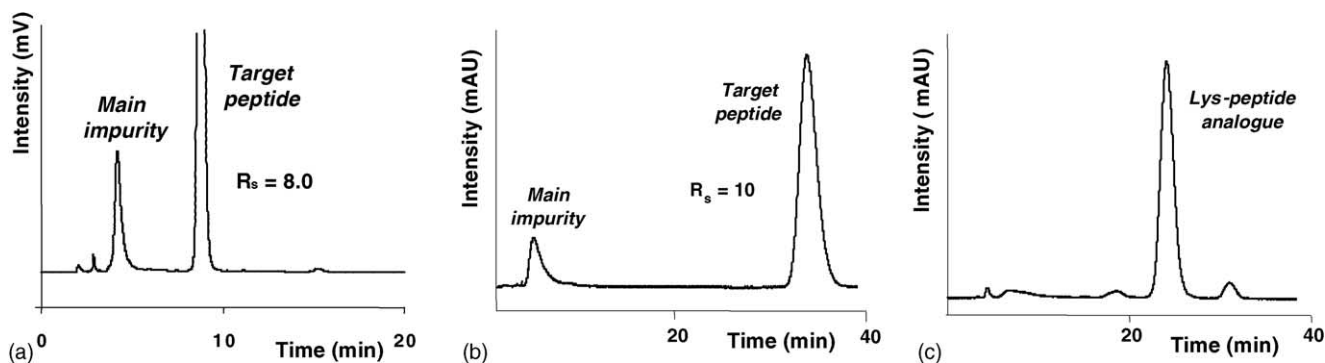 Intensity (mV)
Main
impurity
Target
peptide
Rs = 8.0
0
10
20
(a)
Time (min)
Intensity (mAU)
Main
impurity
Target
peptide
Rs = 10
20
40
(b)
Time (min)
Intensity ( mAU)
Lys-peptide
analogue
20
40
(c)
Time (min)